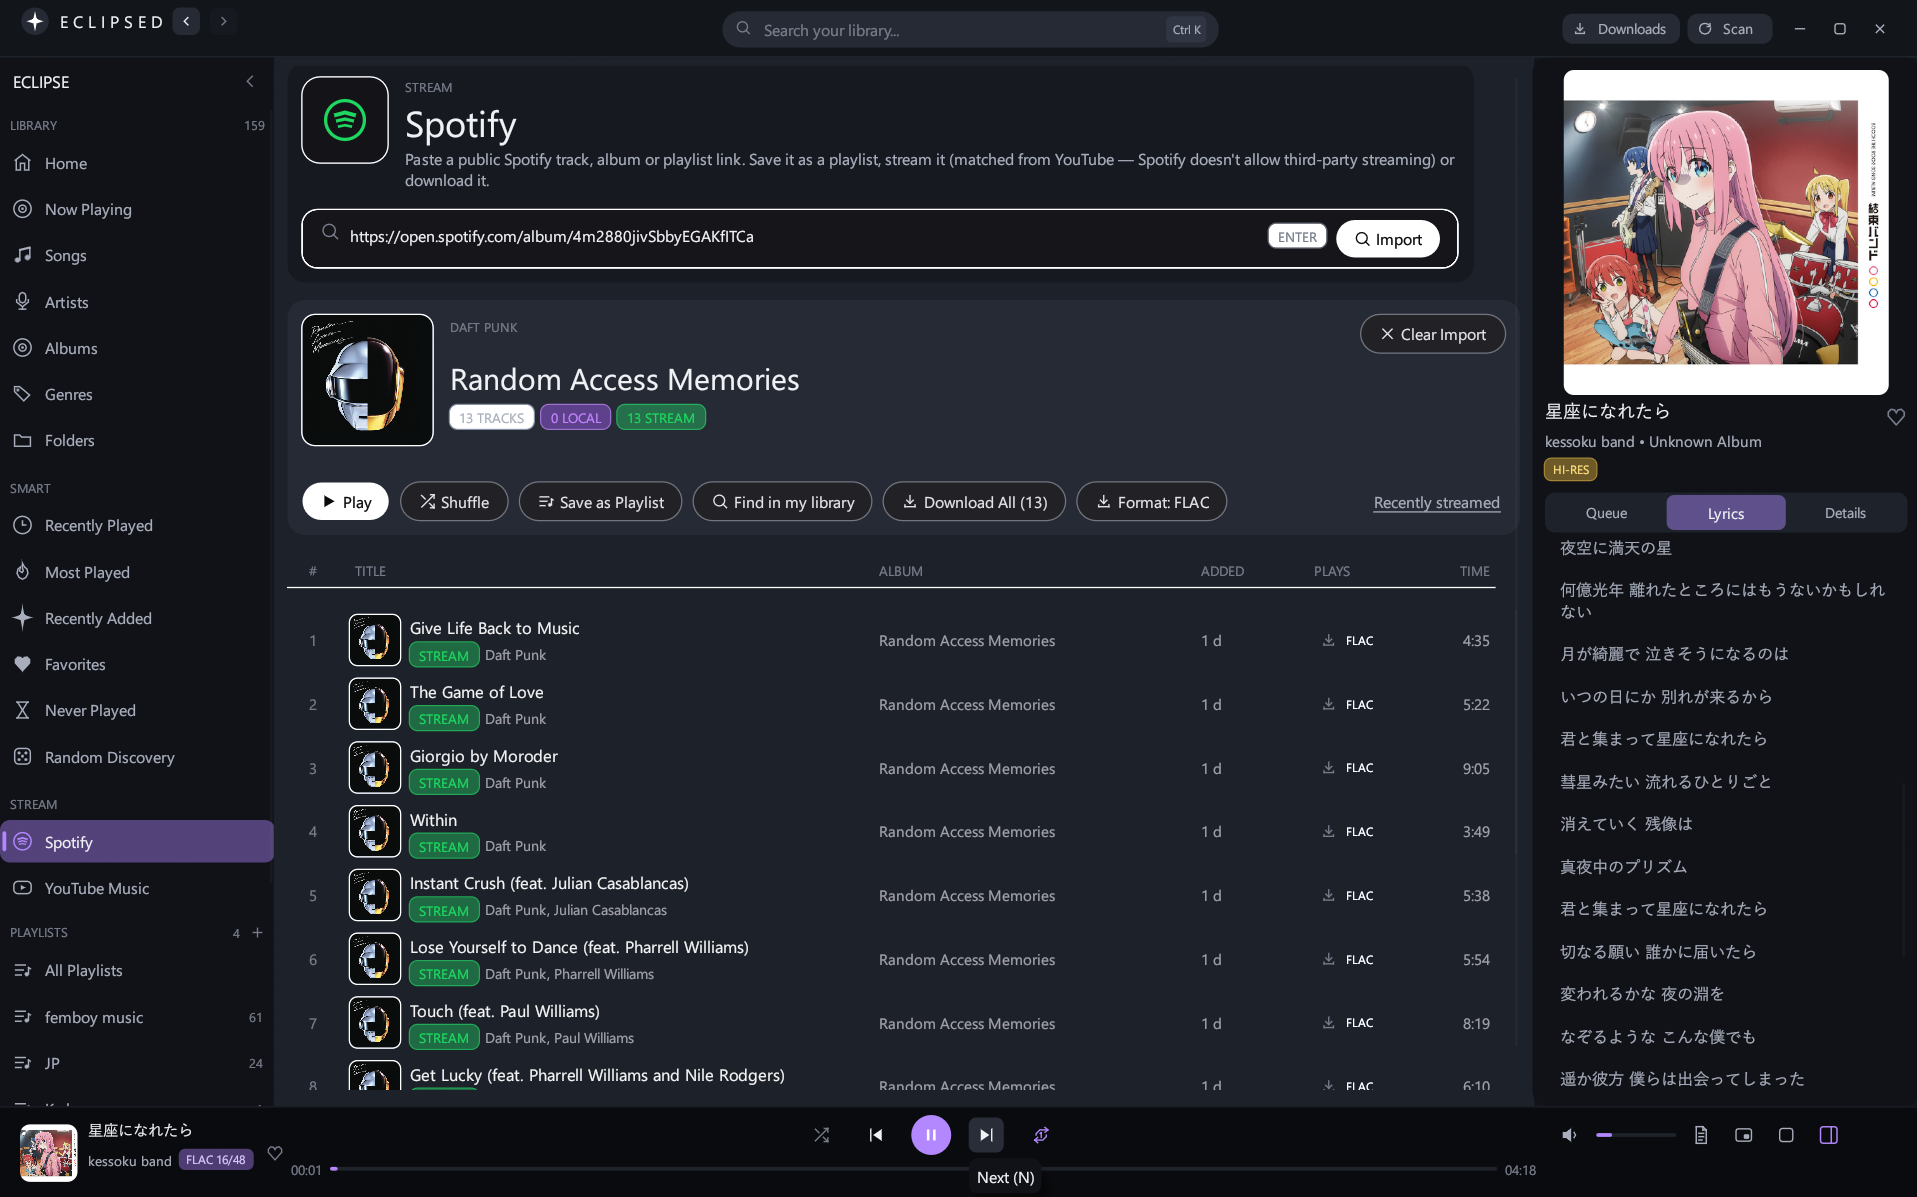 ECLIPSED
Search your library...
Ctrl K
Downloads
Scan
ECLIPSE
LIBRARY 159
Home
Now Playing
Songs
Artists
Albums
Genres
Folders
SMART
Recently Played
Most Played
Recently Added
Favorites
Never Played
Random Discovery
STREAM
Spotify
YouTube Music
PLAYLISTS 4 +
All Playlists
femboy music 61
JP 24
STREAM
Spotify
Paste a public Spotify track, album or playlist link. Save it as a playlist, stream it (matched from YouTube — Spotify doesn't allow third-party streaming) or
download it.
https://open.spotify.com/album/4m2880jivSbbyEGAKfITCa
ENTER
Import
DAFT PUNK
Clear Import
Random Access Memories
13 TRACKS 0 LOCAL 13 STREAM
Play
Shuffle
Save as Playlist
Find in my library
Download All (13)
Format: FLAC
Recently streamed
# TITLE ALBUM ADDED PLAYS TIME
1 Give Life Back to Music Random Access Memories 1 d FLAC 4:35
STREAM Daft Punk
2 The Game of Love Random Access Memories 1 d FLAC 5:22
STREAM Daft Punk
3 Giorgio by Moroder Random Access Memories 1 d FLAC 9:05
STREAM Daft Punk
4 Within Random Access Memories 1 d FLAC 3:49
STREAM Daft Punk
5 Instant Crush (feat. Julian Casablancas) Random Access Memories 1 d FLAC 5:38
STREAM Daft Punk, Julian Casablancas
6 Lose Yourself to Dance (feat. Pharrell Williams) Random Access Memories 1 d FLAC 5:54
STREAM Daft Punk, Pharrell Williams
7 Touch (feat. Paul Williams) Random Access Memories 1 d FLAC 8:19
STREAM Daft Punk, Paul Williams
8 Get Lucky (feat. Pharrell Williams and Nile Rodgers) Random Access Memories 1 d FLAC 6:10
結束バンド
星座になれたら
kessoku band • Unknown Album
HI-RES
Queue Lyrics Details
夜空に満天の星
何億光年 離れたところにはもうないかもしれ
ない
月が綺麗で 泣きそうになるのは
いつの日にか 別れが来るから
君と集まって星座になれたら
彗星みたい 流れるひとりごと
消えていく 残像は
真夜中のプリズム
君と集まって星座になれたら
切なる願い 誰かに届いたら
変われるかな 夜の淵を
なぞるような こんな僕でも
遥か彼方 僕らは出会ってしまった
星座になれたら
kessoku band FLAC 16/48
00:01
04:18
Next (N)